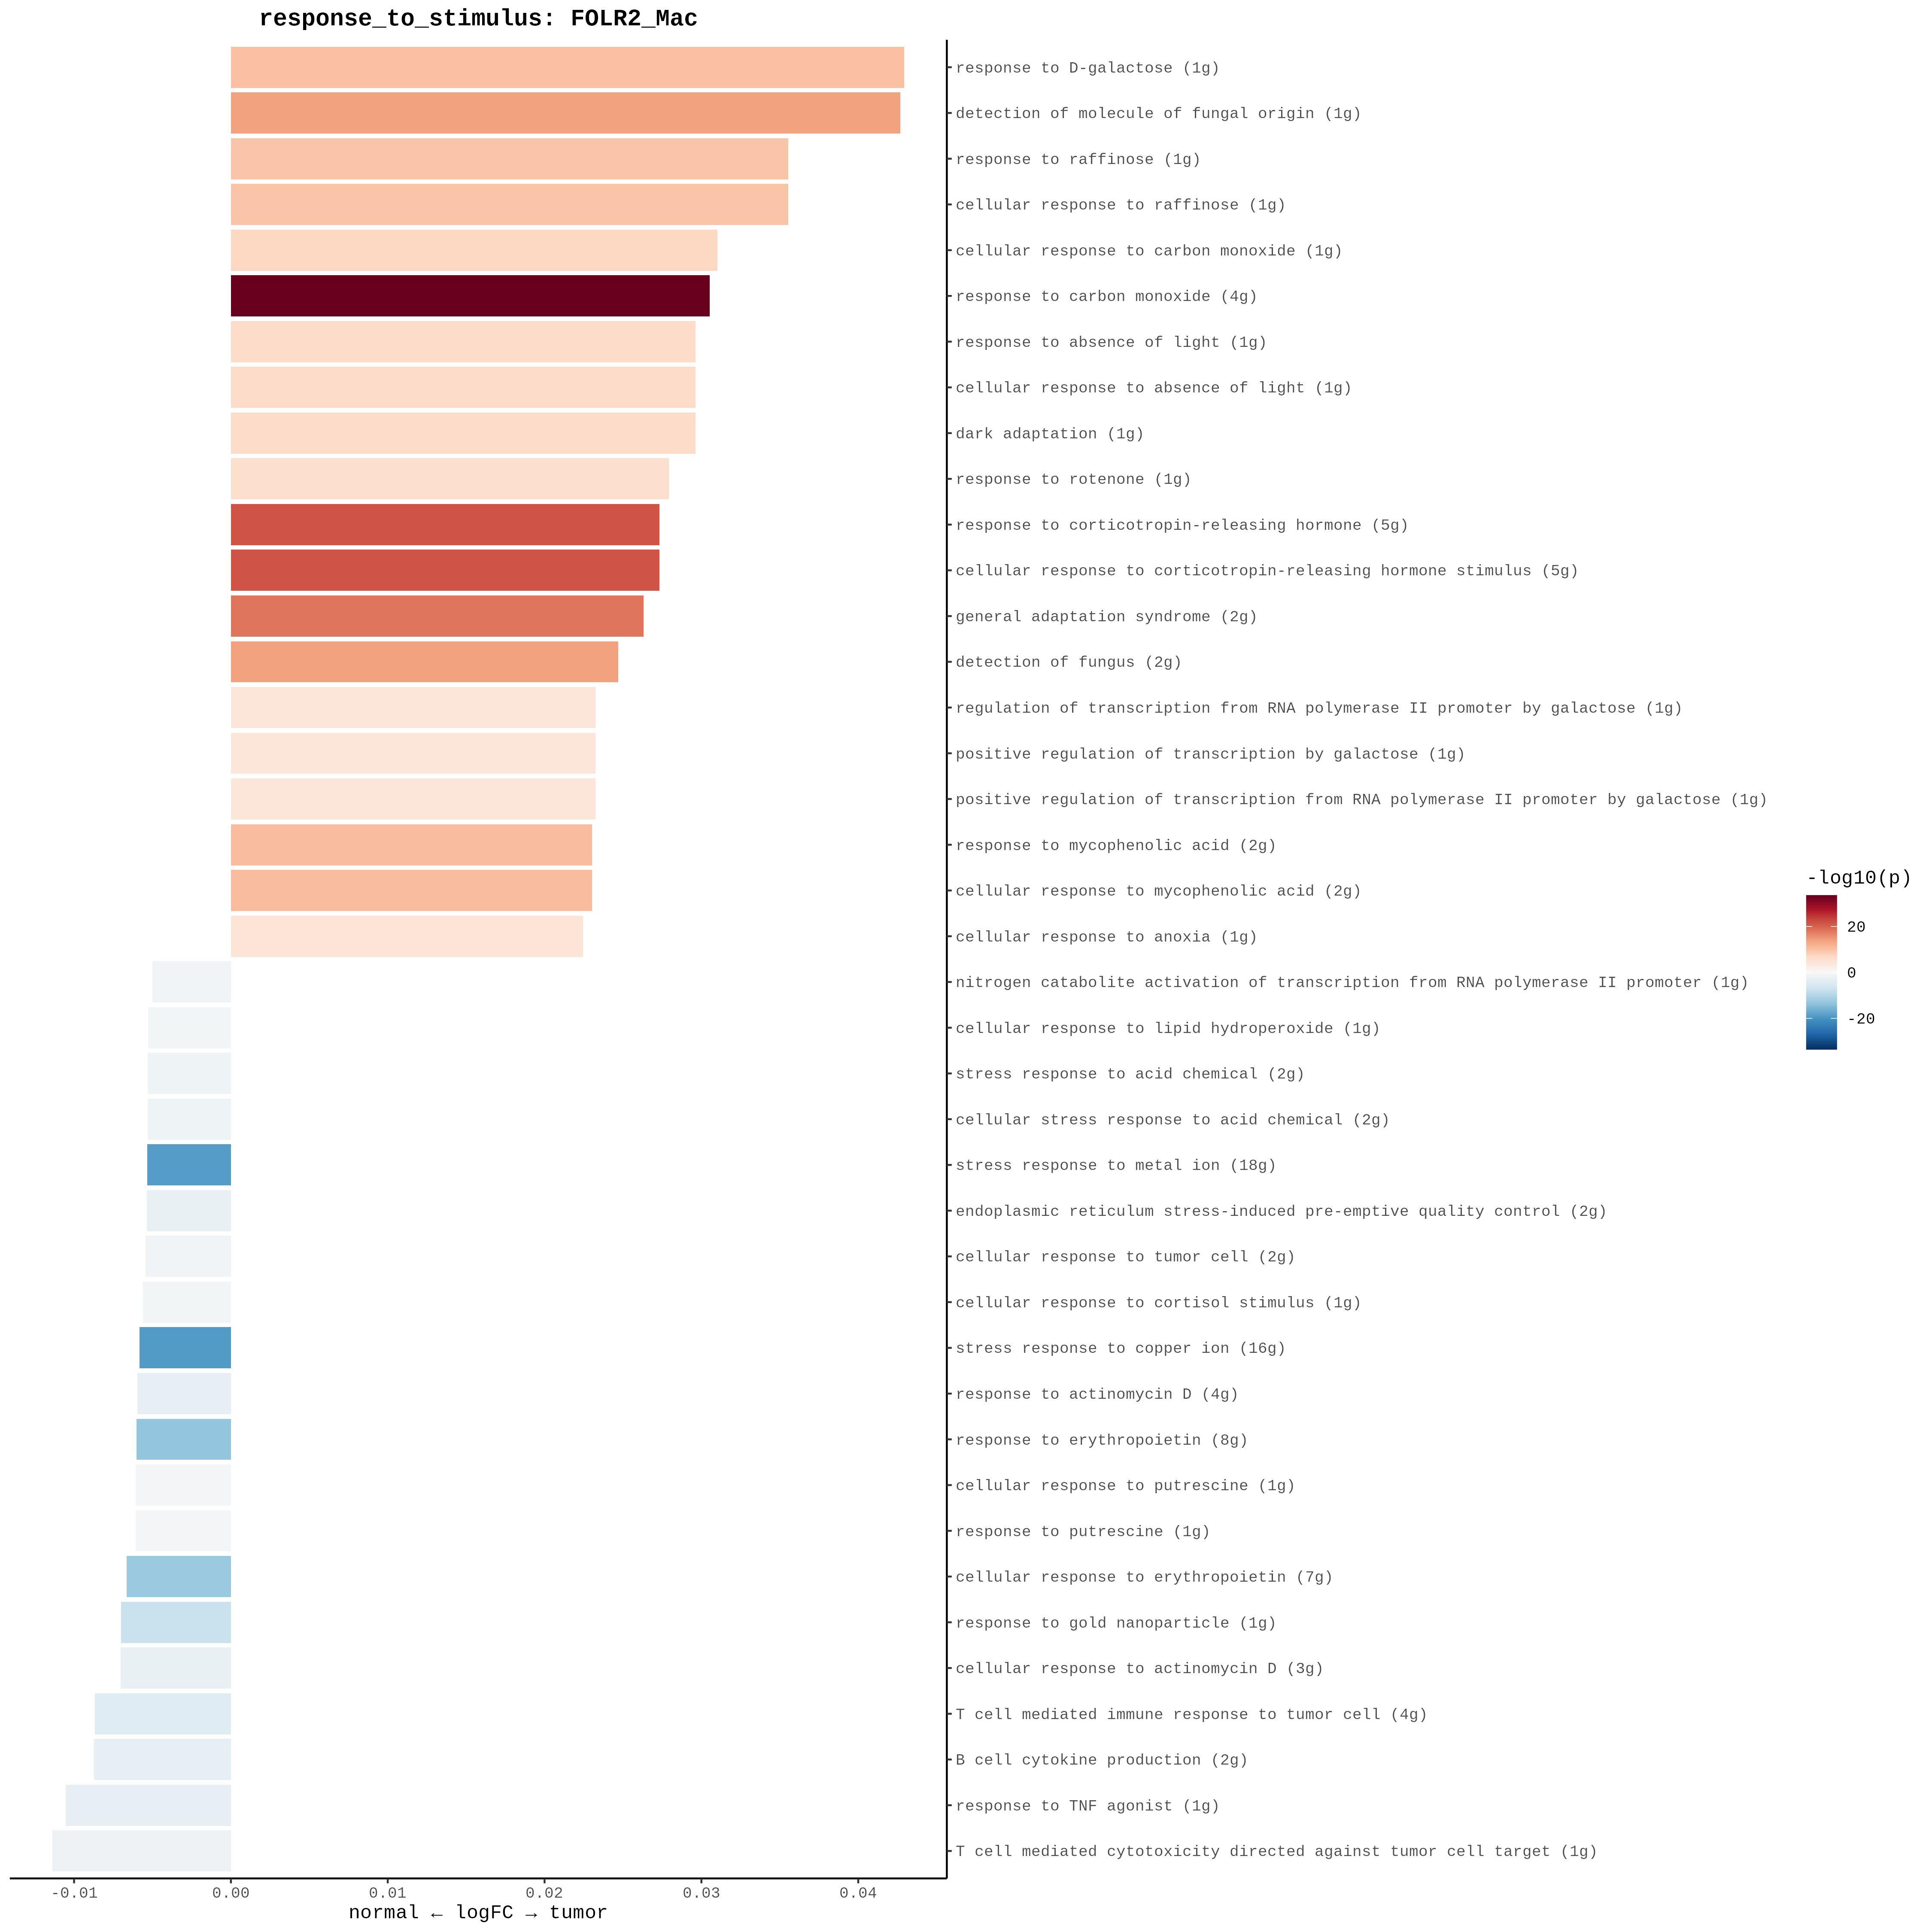 response_to_stimulus: FOLR2_Mac
response to D-galactose (1g)
detection of molecule of fungal origin (1g)
response to raffinose (1g)
cellular response to raffinose (1g)
cellular response to carbon monoxide (1g)
response to carbon monoxide (4g)
response to absence of light (1g)
cellular response to absence of light (1g)
dark adaptation (1g)
response to rotenone (1g)
response to corticotropin-releasing hormone (5g)
cellular response to corticotropin-releasing hormone stimulus (5g)
general adaptation syndrome (2g)
detection of fungus (2g)
regulation of transcription from RNA polymerase II promoter by galactose (1g)
positive regulation of transcription by galactose (1g)
positive regulation of transcription from RNA polymerase II promoter by galactose (1g)
response to mycophenolic acid (2g)
cellular response to mycophenolic acid (2g)
cellular response to anoxia (1g)
nitrogen catabolite activation of transcription from RNA polymerase II promoter (1g)
cellular response to lipid hydroperoxide (1g)
stress response to acid chemical (2g)
cellular stress response to acid chemical (2g)
stress response to metal ion (18g)
endoplasmic reticulum stress-induced pre-emptive quality control (2g)
cellular response to tumor cell (2g)
cellular response to cortisol stimulus (1g)
stress response to copper ion (16g)
response to actinomycin D (4g)
response to erythropoietin (8g)
cellular response to putrescine (1g)
response to putrescine (1g)
cellular response to erythropoietin (7g)
response to gold nanoparticle (1g)
cellular response to actinomycin D (3g)
T cell mediated immune response to tumor cell (4g)
B cell cytokine production (2g)
response to TNF agonist (1g)
T cell mediated cytotoxicity directed against tumor cell target (1g)
-0.01 0.00 0.01 0.02 0.03 0.04
normal ← logFC → tumor
-log10(p)
20
0
-20